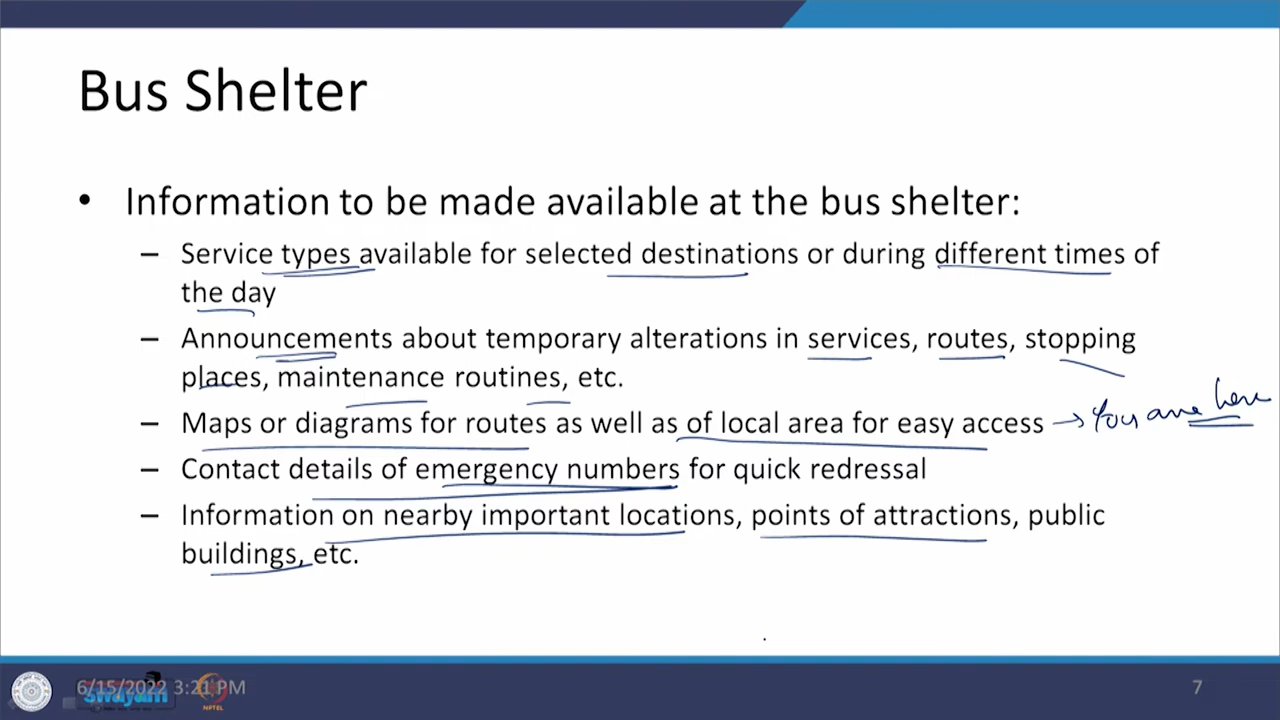 Bus Shelter
• Information to be made available at the bus shelter:
– Service types available for selected destinations or during different times of
the day
– Announcements about temporary alterations in services, routes, stopping
places, maintenance routines, etc.
– Maps or diagrams for routes as well as of local area for easy access → You are here
– Contact details of emergency numbers for quick redressal
– Information on nearby important locations, points of attractions, public
buildings, etc.
6/15/2022 3:21 PM
swayam
NPTEL
7